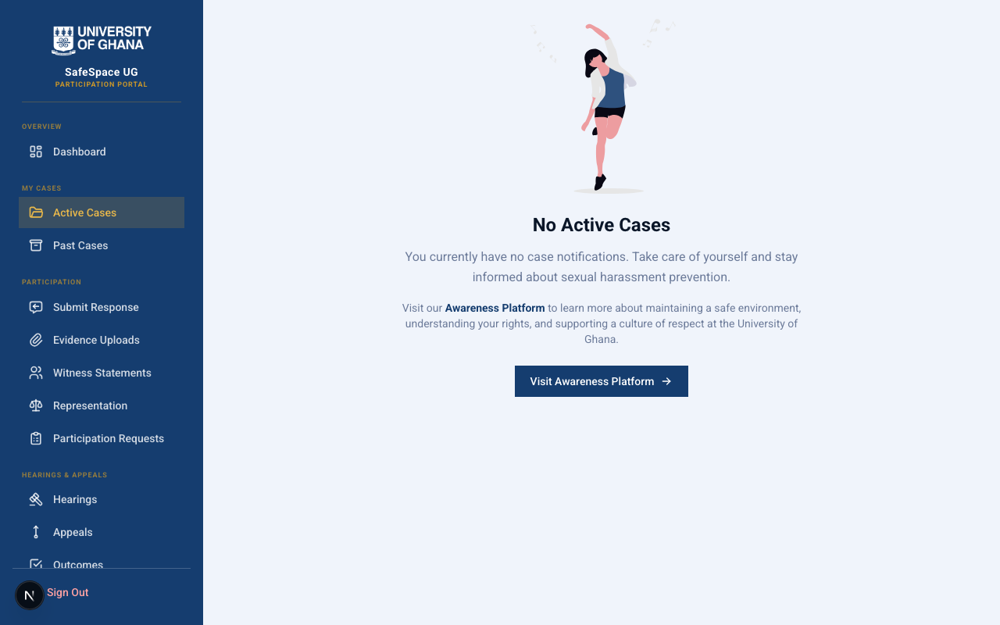 UNIVERSITY
OF GHANA
SafeSpace UG
PARTICIPATION PORTAL
OVERVIEW
Dashboard
MY CASES
Active Cases
Past Cases
PARTICIPATION
Submit Response
Evidence Uploads
Witness Statements
Representation
Participation Requests
HEARINGS & APPEALS
Hearings
Appeals
Outcomes
N
Sign Out
No Active Cases
You currently have no case notifications. Take care of yourself and stay
informed about sexual harassment prevention.
Visit our Awareness Platform to learn more about maintaining a safe environment,
understanding your rights, and supporting a culture of respect at the University of
Ghana.
Visit Awareness Platform →